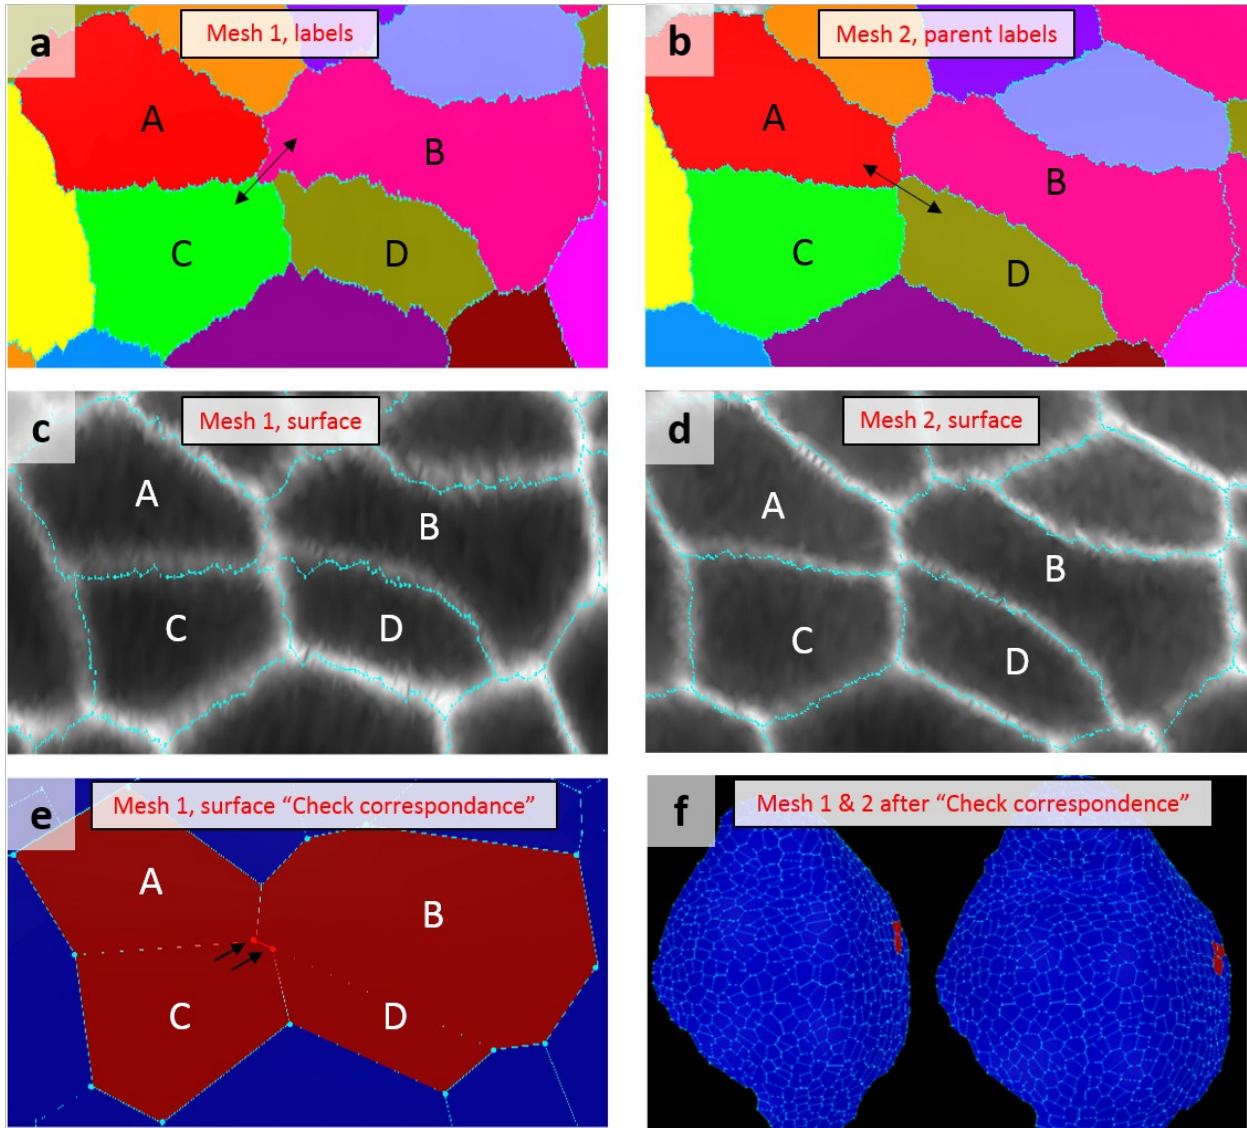 a
Mesh 1, labels
A
B
C
D
b
Mesh 2, parent labels
A
B
C
D
c
Mesh 1, surface
A
B
C
D
d
Mesh 2, surface
A
B
C
D
e
Mesh 1, surface “Check correspondance”
A
B
C
D
f
Mesh 1 & 2 after “Check correspondence”